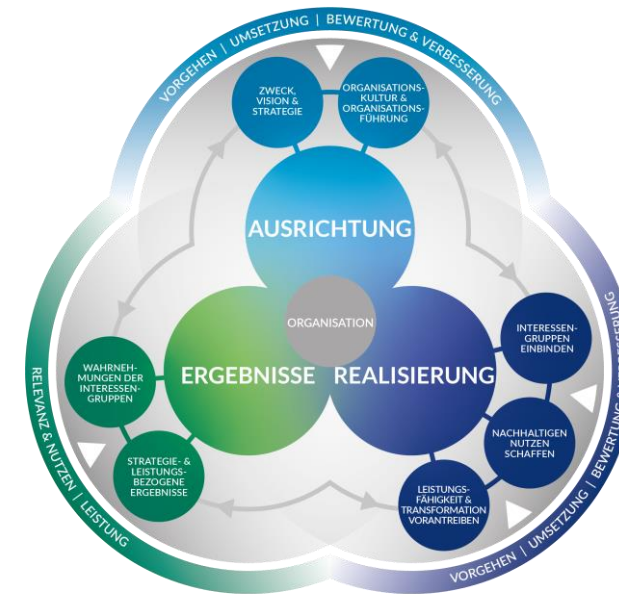 VORGEHEN | UMSETZUNG | BEWERTUNG & VERBESSERUNG
ZWECK,
VISION &
STRATEGIE
ORGANISATIONS-
KULTUR &
ORGANISATIONS-
FÜHRUNG
AUSRICHTUNG
ORGANISATION
ERGEBNISSE
REALISIERUNG
WAHRNEH-
MUNGEN DER
INTERESSEN-
GRUPPEN
STRATEGIE- &
LEISTUNGS-
BEZOGENE
ERGEBNISSE
INTERESSEN-
GRUPPEN
EINBINDEN
NACHHALTIGEN
NUTZEN
SCHAFFEN
LEISTUNGS-
FÄHIGKEIT &
TRANSFORMATION
VORANTREIBEN
RELEVANZ & NUTZEN | LEISTUNG
VORGEHEN | UMSETZUNG | BEWERTUNG & VERBESSERUNG